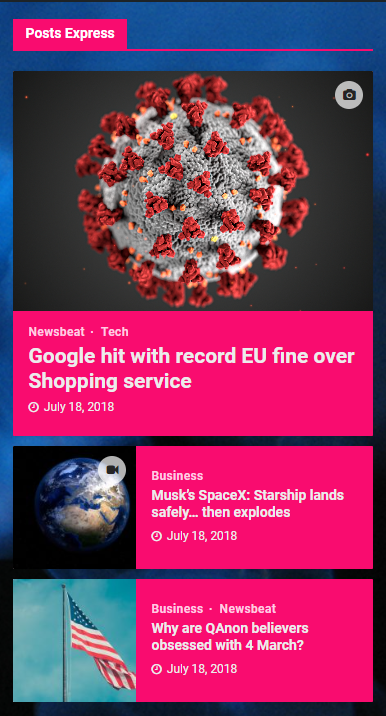 Posts Express
Newsbeat · Tech
Google hit with record EU fine over
Shopping service
July 18, 2018
Business
Musk's SpaceX: Starship lands
safely… then explodes
July 18, 2018
Business · Newsbeat
Why are QAnon believers
obsessed with 4 March?
July 18, 2018